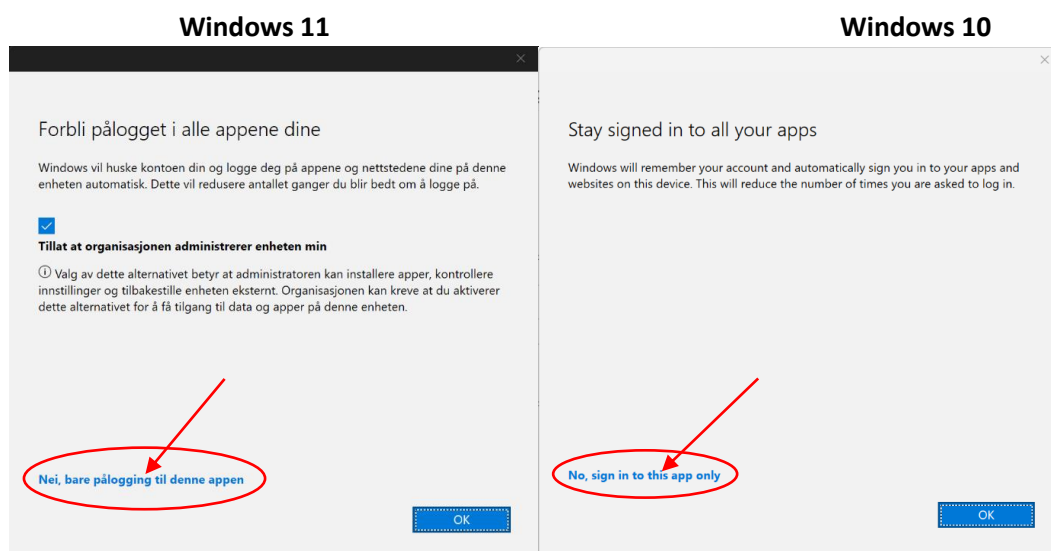 Windows 11
Forbli pålogget i alle appene dine
Windows vil huske kontoen din og logge deg på appene og nettstedene dine på denne
enheten automatisk. Dette vil redusere antallet ganger du blir bedt om å logge på.
Tillat at organisasjonen administrerer enheten min
Valg av dette alternativet betyr at administratoren kan installere apper, kontrollere
innstillinger og tilbakestille enheten eksternt. Organisasjonen kan kreve at du aktiverer
dette alternativet for å få tilgang til data og apper på denne enheten.
Nei, bare pålogging til denne appen
OK
Windows 10
Stay signed in to all your apps
Windows will remember your account and automatically sign you in to your apps and
websites on this device. This will reduce the number of times you are asked to log in.
No, sign in to this app only
OK